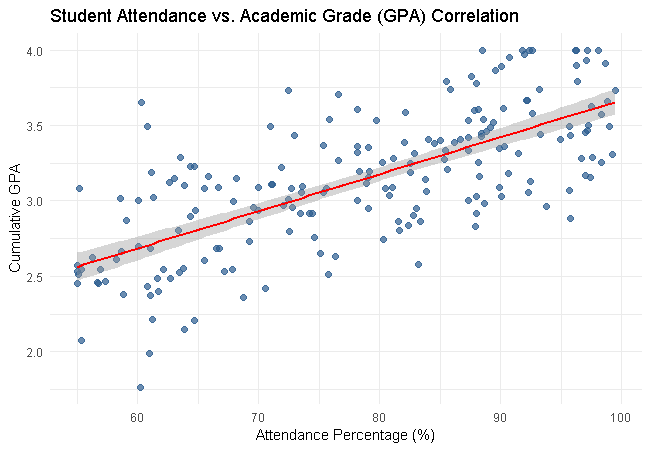 Student Attendance vs. Academic Grade (GPA) Correlation
4.0
3.5
3.0
2.5
2.0
Cumulative GPA
60 70 80 90 100
Attendance Percentage (%)